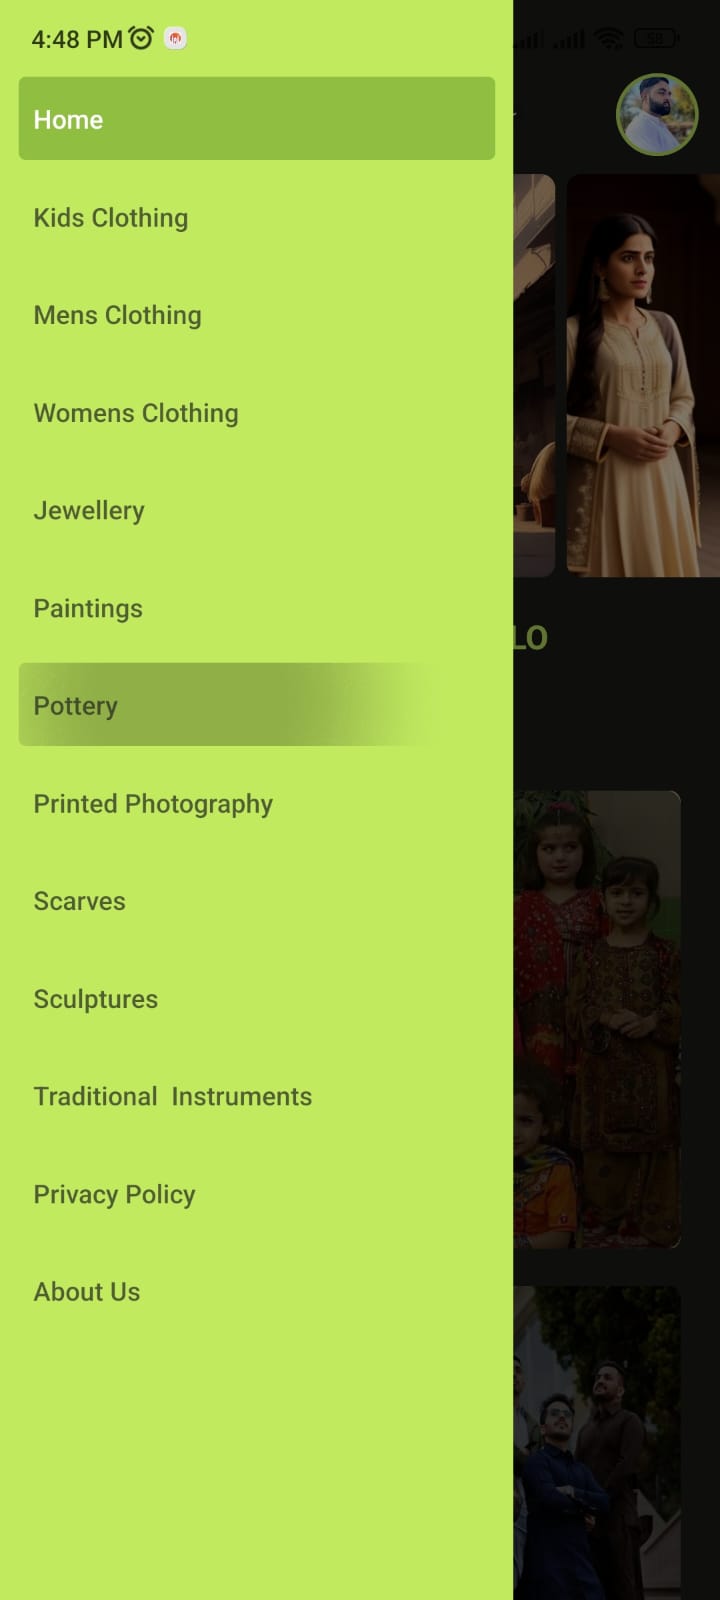 4:48 PM
58
Home
Kids Clothing
Mens Clothing
Womens Clothing
Jewellery
LO
Paintings
Pottery
Printed Photography
Scarves
Sculptures
Traditional  Instruments
Privacy Policy
About Us